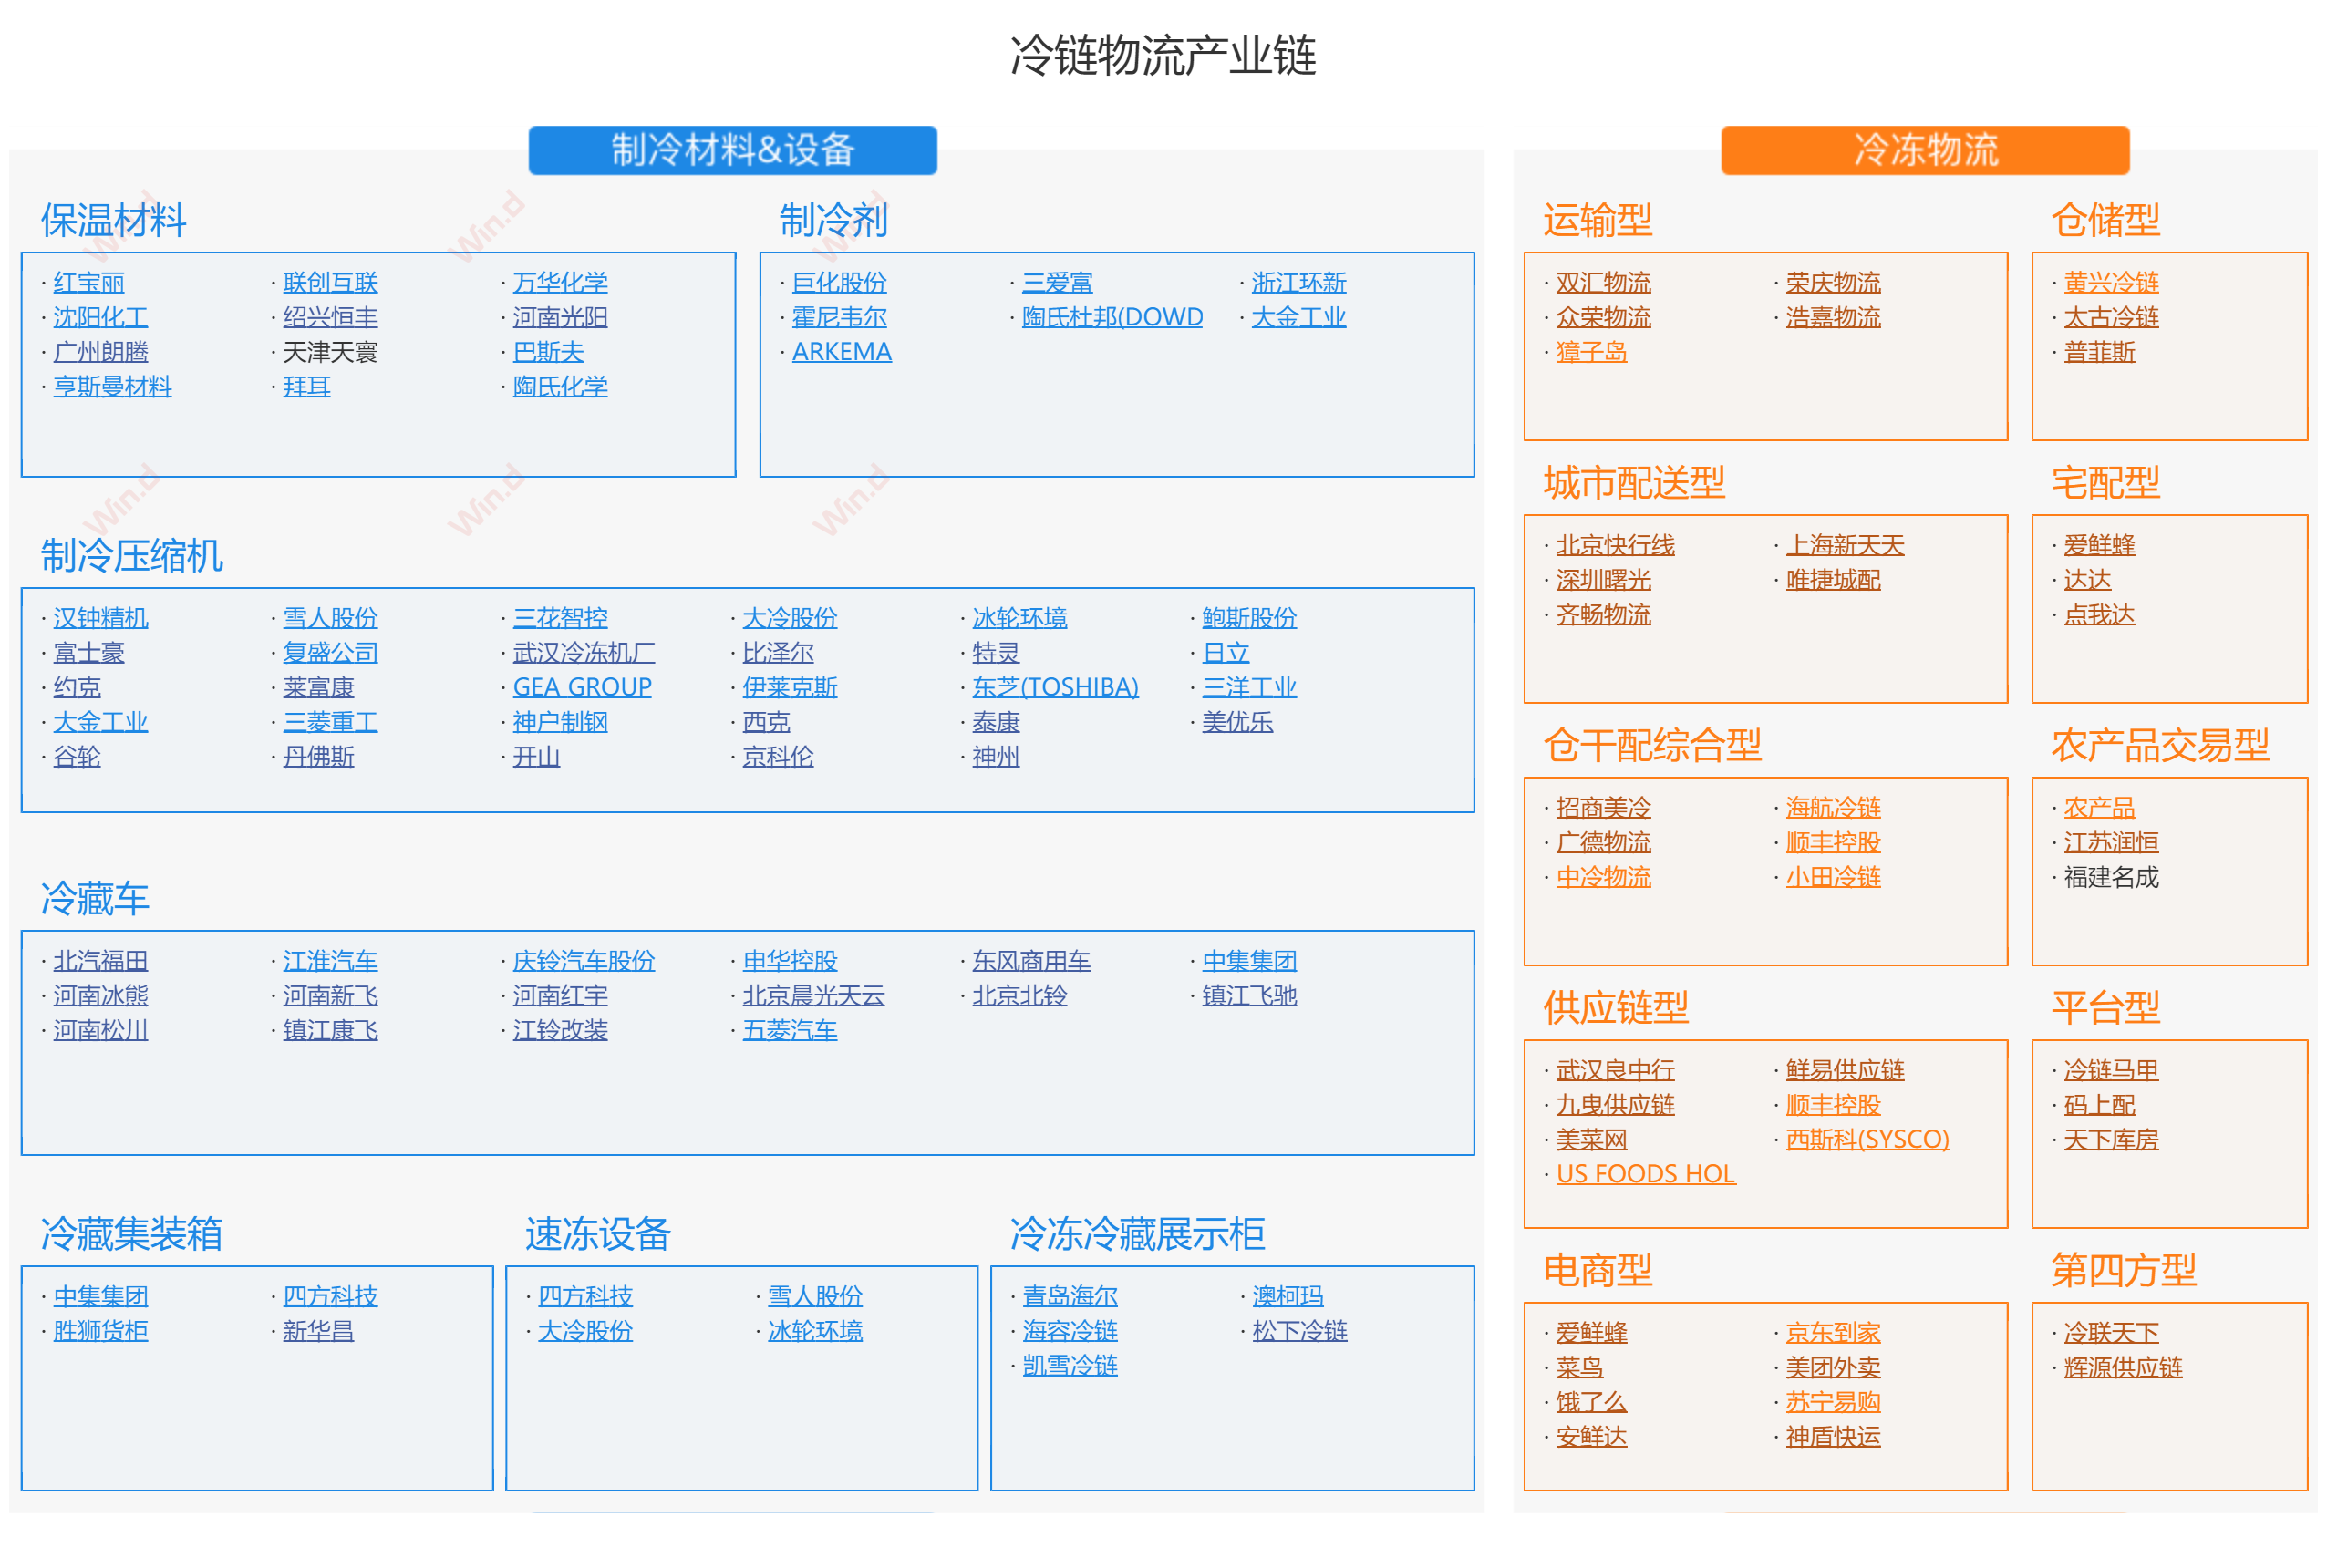 冷链物流产业链
制冷材料&设备
保温材料
· 红宝丽 · 联创互联 · 万华化学
· 沈阳化工 · 绍兴恒丰 · 河南光阳
· 广州朗腾 · 天津天寰 · 巴斯夫
· 亨斯曼材料 · 拜耳 · 陶氏化学
制冷剂
· 巨化股份 · 三爱富 · 浙江环新
· 霍尼韦尔 · 陶氏杜邦(DOWD · 大金工业
· ARKEMA
制冷压缩机
· 汉钟精机 · 雪人股份 · 三花智控 · 大冷股份 · 冰轮环境 · 鲍斯股份
· 富士豪 · 复盛公司 · 武汉冷冻机厂 · 比泽尔 · 特灵 · 日立
· 约克 · 莱富康 · GEA GROUP · 伊莱克斯 · 东芝(TOSHIBA) · 三洋工业
· 大金工业 · 三菱重工 · 神户制钢 · 西克 · 泰康 · 美优乐
· 谷轮 · 丹佛斯 · 开山 · 京科伦 · 神州
冷藏车
· 北汽福田 · 江淮汽车 · 庆铃汽车股份 · 申华控股 · 东风商用车 · 中集集团
· 河南冰熊 · 河南新飞 · 河南红宇 · 北京晨光天云 · 北京北铃 · 镇江飞驰
· 河南松川 · 镇江康飞 · 江铃改装 · 五菱汽车
冷藏集装箱
· 中集集团 · 四方科技
· 胜狮货柜 · 新华昌
速冻设备
· 四方科技 · 雪人股份
· 大冷股份 · 冰轮环境
冷冻冷藏展示柜
· 青岛海尔 · 澳柯玛
· 海容冷链 · 松下冷链
· 凯雪冷链
冷冻物流
运输型
· 双汇物流 · 荣庆物流
· 众荣物流 · 浩嘉物流
· 獐子岛
仓储型
· 黄兴冷链
· 太古冷链
· 普菲斯
城市配送型
· 北京快行线 · 上海新天天
· 深圳曙光 · 唯捷城配
· 齐畅物流
宅配型
· 爱鲜蜂
· 达达
· 点我达
仓干配综合型
· 招商美冷 · 海航冷链
· 广德物流 · 顺丰控股
· 中冷物流 · 小田冷链
农产品交易型
· 农产品
· 江苏润恒
· 福建名成
供应链型
· 武汉良中行 · 鲜易供应链
· 九曳供应链 · 顺丰控股
· 美菜网 · 西斯科(SYSCO)
· US FOODS HOL
平台型
· 冷链马甲
· 码上配
· 天下库房
电商型
· 爱鲜蜂 · 京东到家
· 菜鸟 · 美团外卖
· 饿了么 · 苏宁易购
· 安鲜达 · 神盾快运
第四方型
· 冷联天下
· 辉源供应链
Win.d
Win.d
Win.d
Win.d
Win.d
Win.d